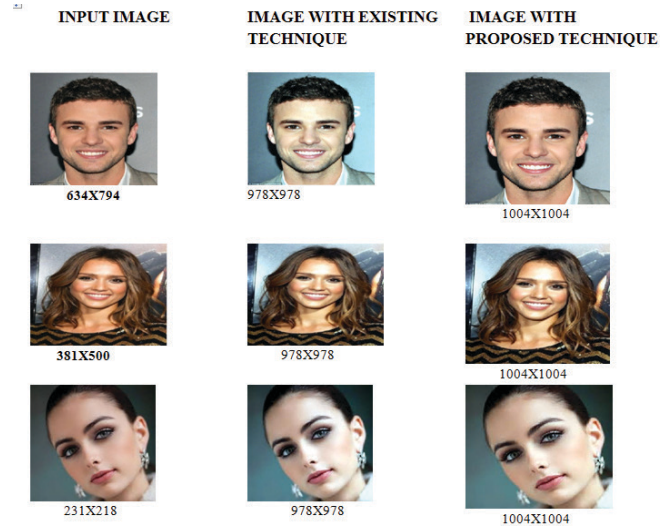 INPUT IMAGE
IMAGE WITH EXISTING
TECHNIQUE
IMAGE WITH
PROPOSED TECHNIQUE
634X794
978X978
1004X1004
381X500
978X978
1004X1004
231X218
978X978
1004X1004